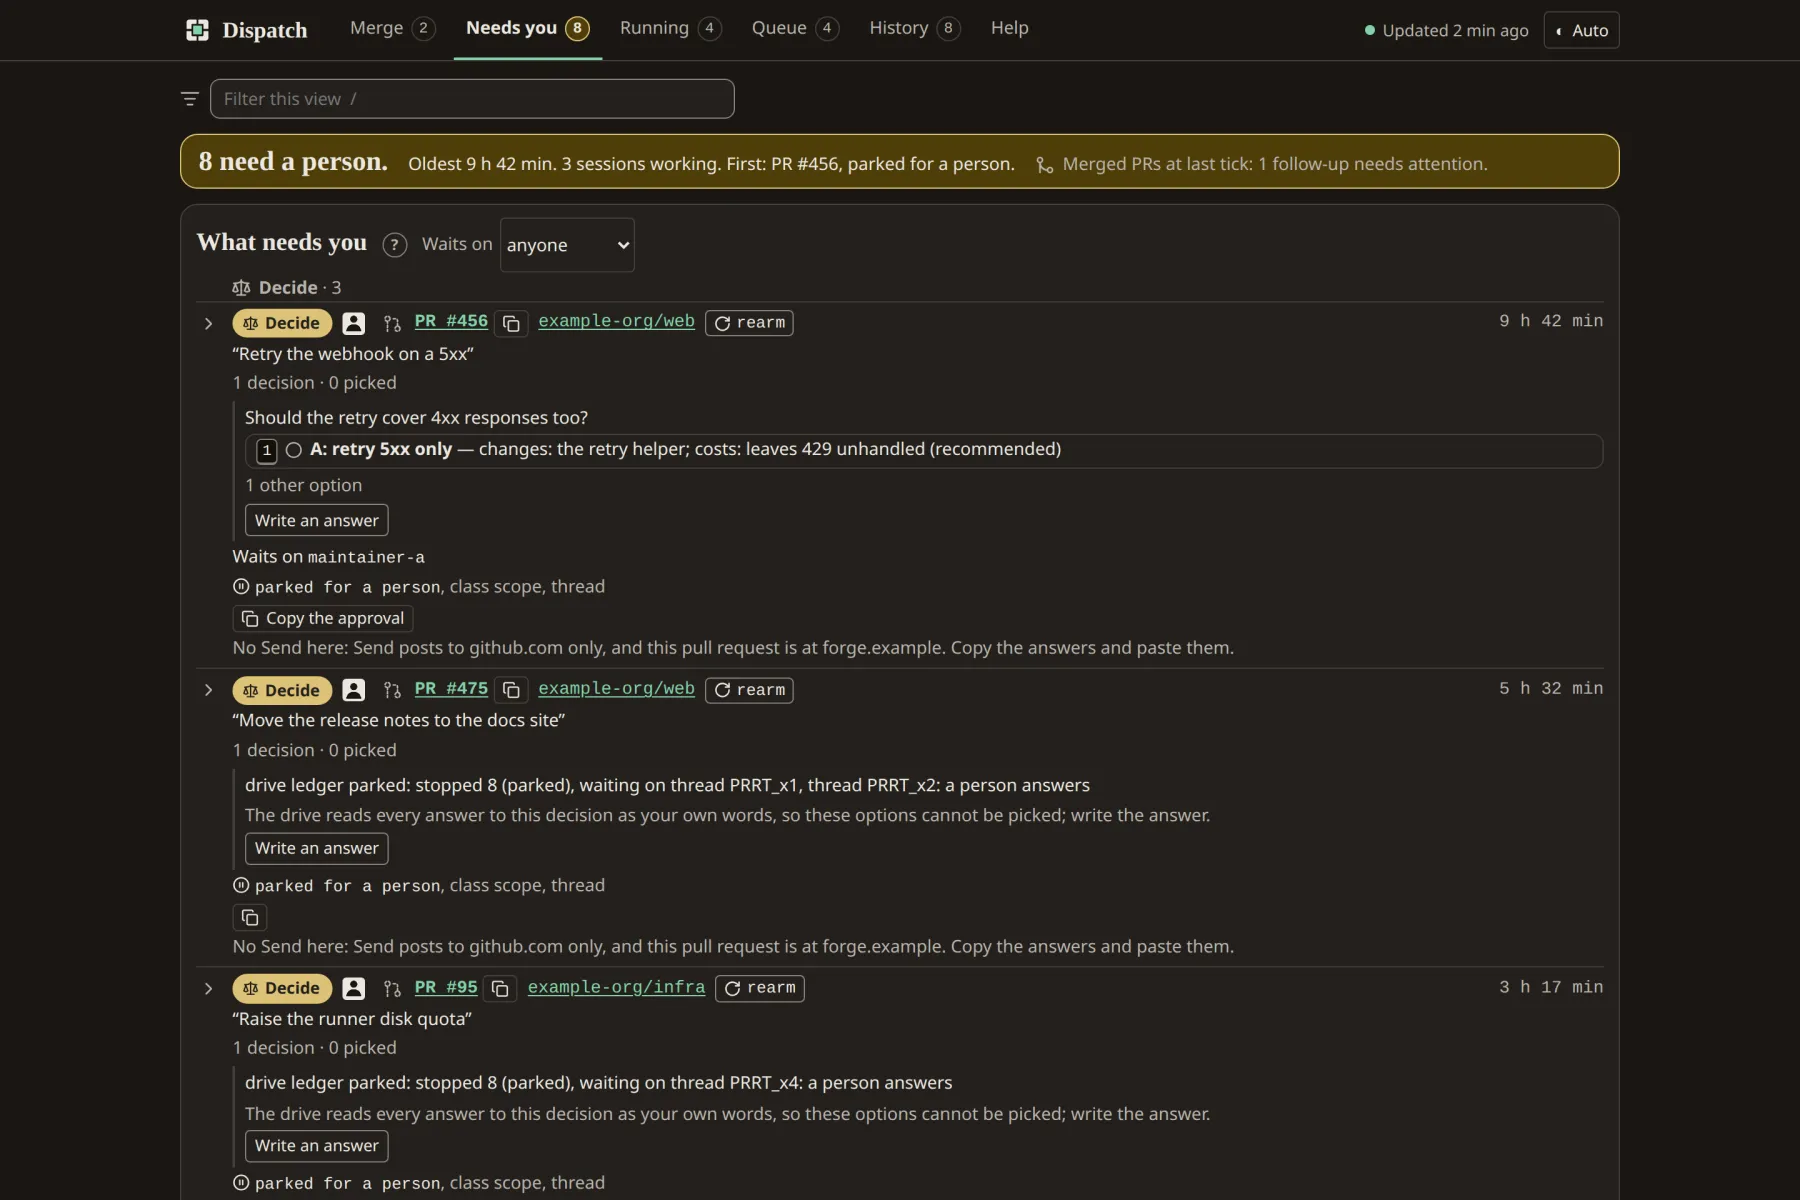 Dispatch Merge 2 Needs you 8 Running 4 Queue 4 History 8 Help Updated 2 min ago Auto
Filter this view /
8 need a person. Oldest 9 h 42 min. 3 sessions working. First: PR #456, parked for a person. Merged PRs at last tick: 1 follow-up needs attention.
What needs you ? Waits on anyone
Decide · 3
Decide PR #456 example-org/web rearm 9 h 42 min
“Retry the webhook on a 5xx”
1 decision · 0 picked
Should the retry cover 4xx responses too?
1 A: retry 5xx only — changes: the retry helper; costs: leaves 429 unhandled (recommended)
1 other option
Write an answer
Waits on maintainer-a
parked for a person, class scope, thread
Copy the approval
No Send here: Send posts to github.com only, and this pull request is at forge.example. Copy the answers and paste them.
Decide PR #475 example-org/web rearm 5 h 32 min
“Move the release notes to the docs site”
1 decision · 0 picked
drive ledger parked: stopped 8 (parked), waiting on thread PRRT_x1, thread PRRT_x2: a person answers
The drive reads every answer to this decision as your own words, so these options cannot be picked; write the answer.
Write an answer
parked for a person, class scope, thread
No Send here: Send posts to github.com only, and this pull request is at forge.example. Copy the answers and paste them.
Decide PR #95 example-org/infra rearm 3 h 17 min
“Raise the runner disk quota”
1 decision · 0 picked
drive ledger parked: stopped 8 (parked), waiting on thread PRRT_x4: a person answers
The drive reads every answer to this decision as your own words, so these options cannot be picked; write the answer.
Write an answer
parked for a person, class scope, thread